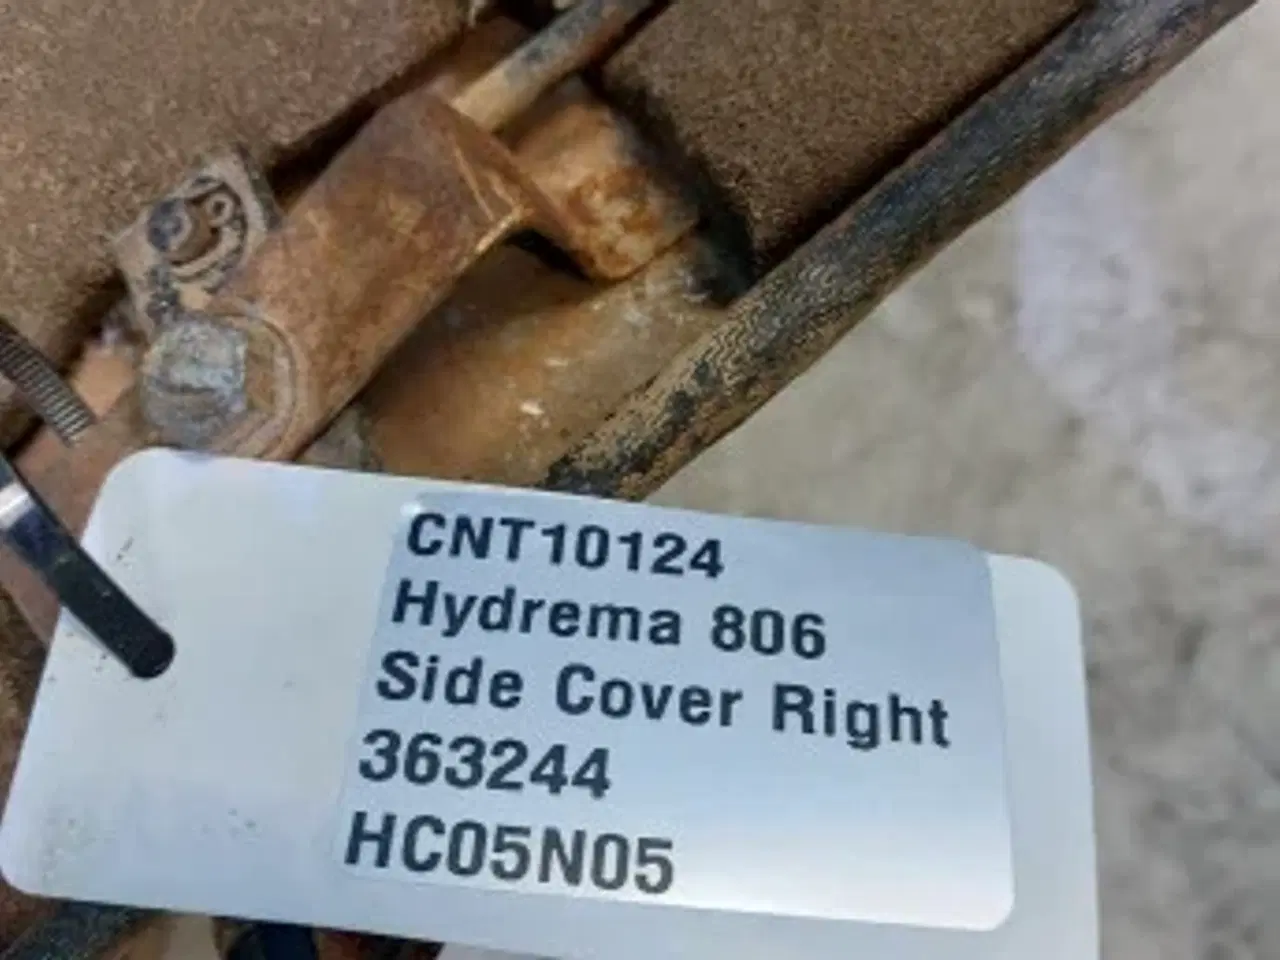 CNT10124
Hydrema 806
Side Cover Right
363244
HC05N05